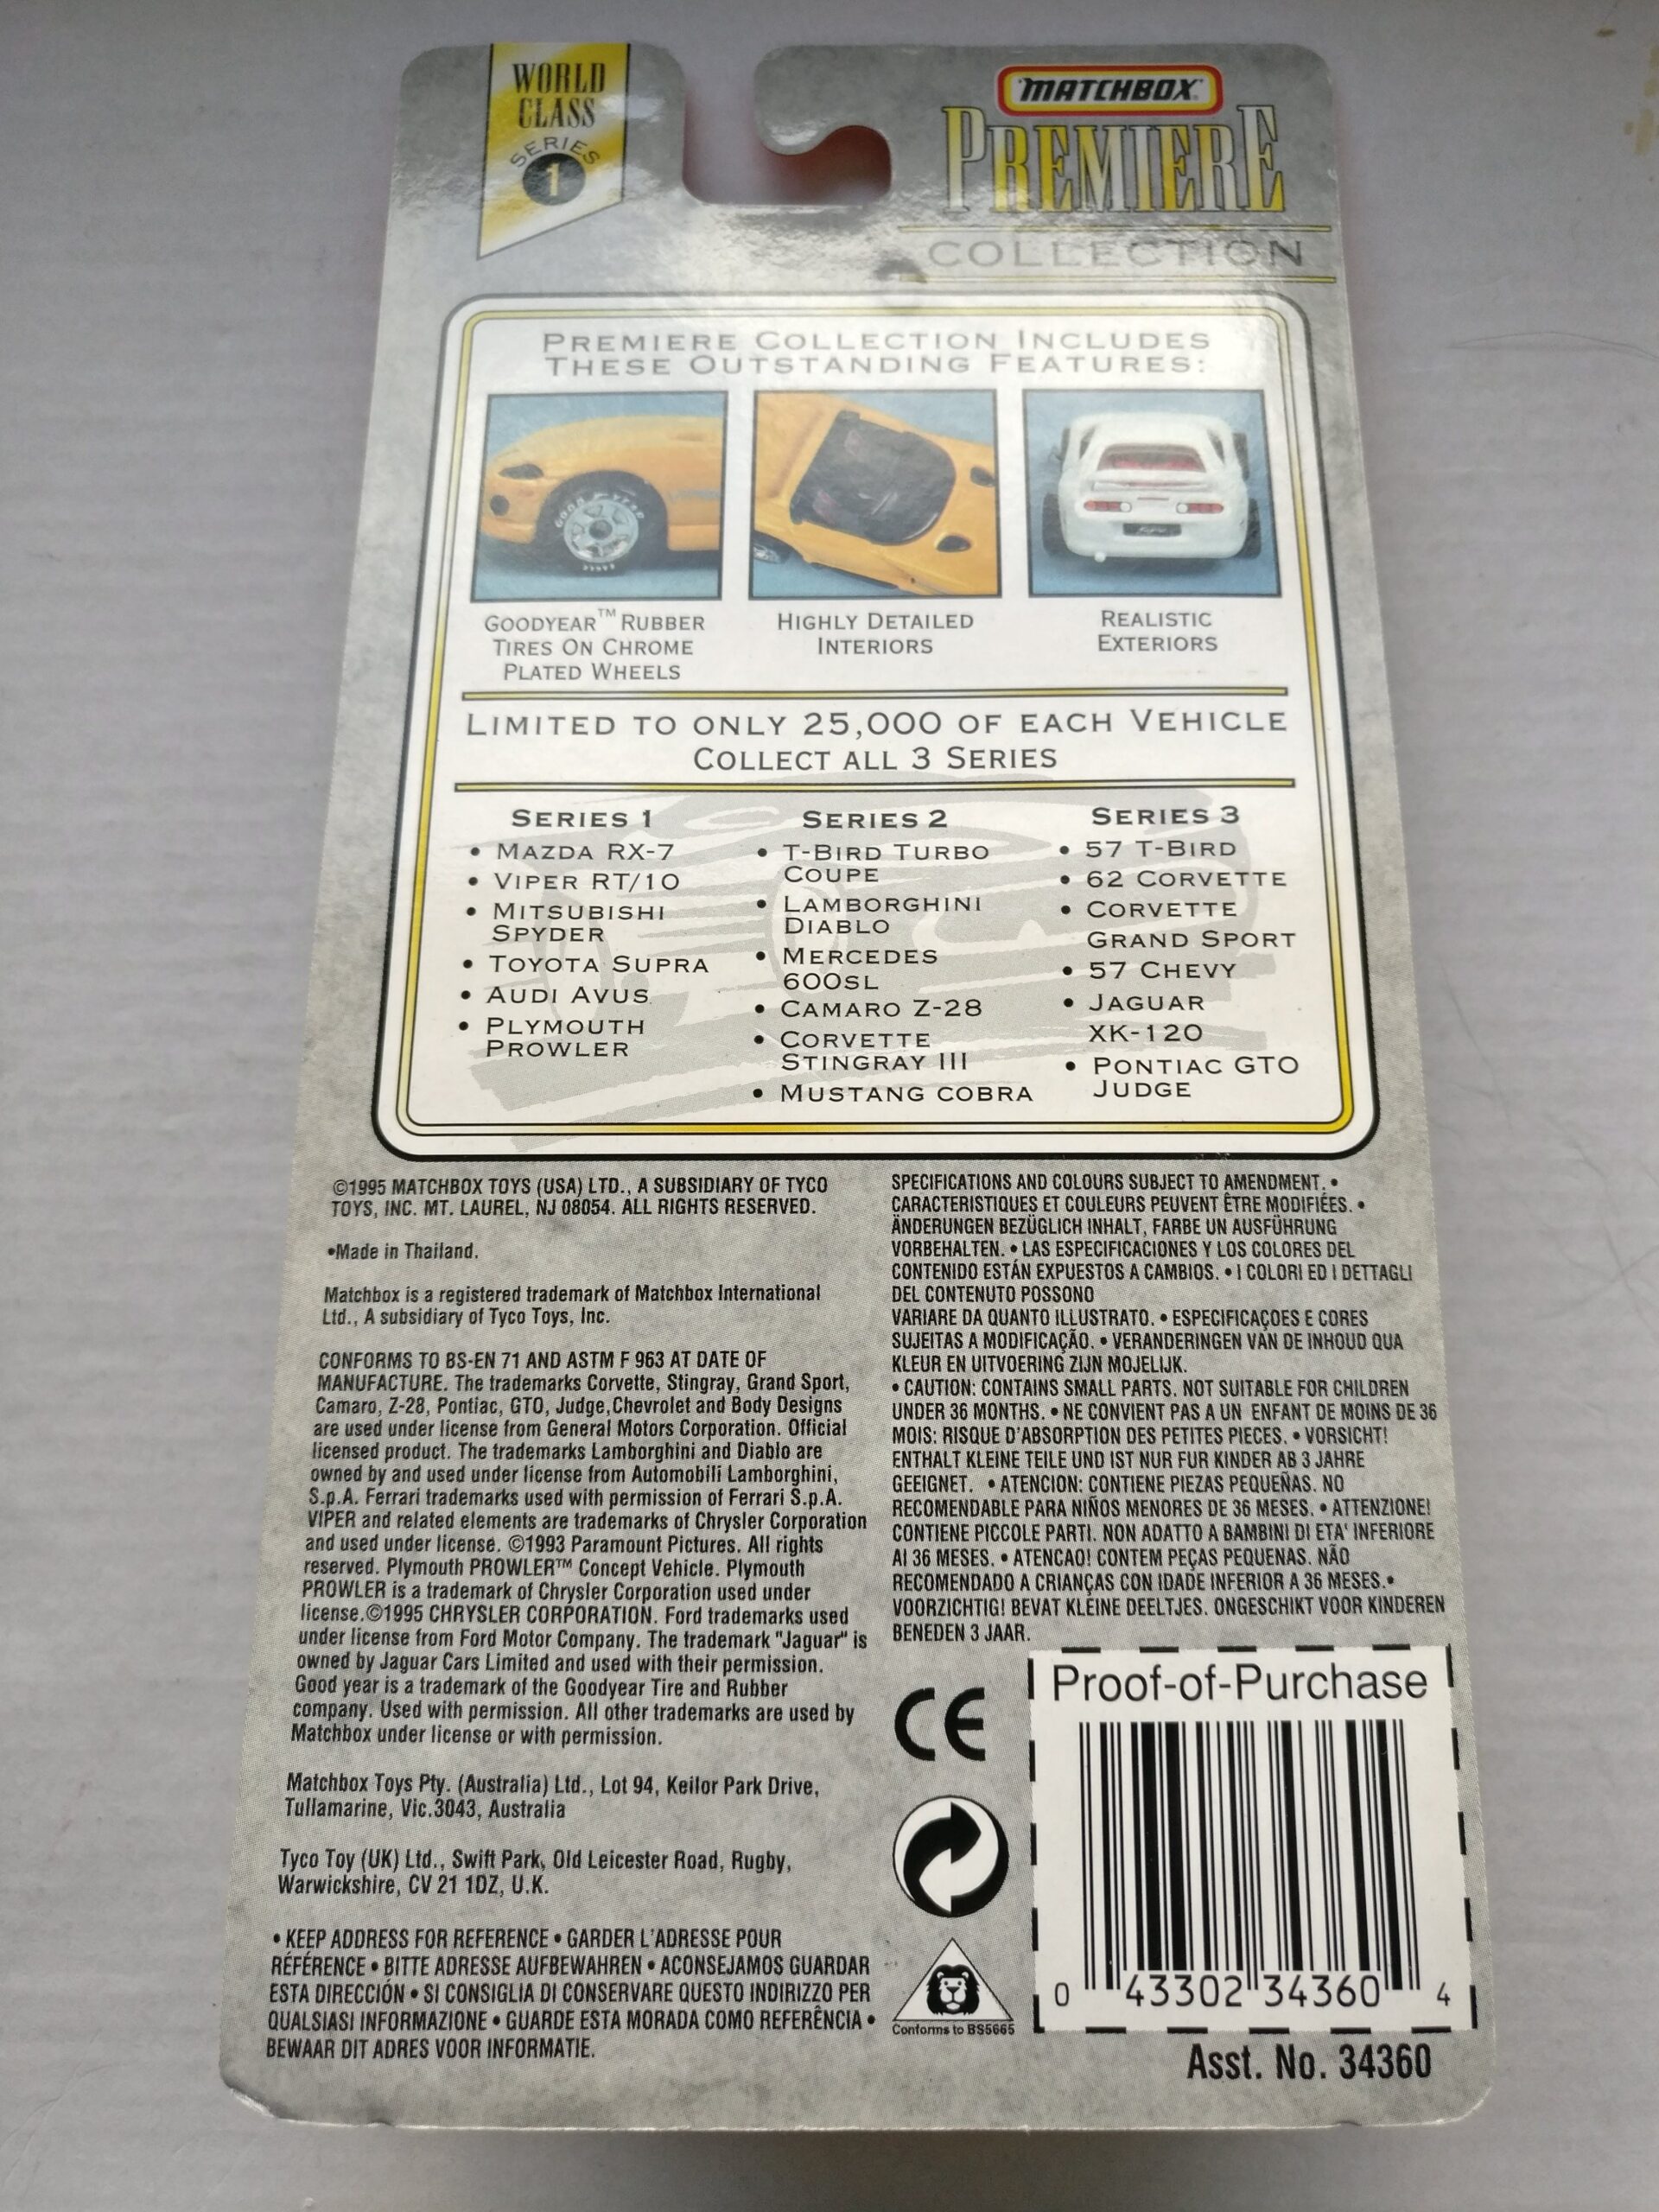 WORLD
CLASS
SERIES
1
MATCHBOX
PREMIERE
COLLECTION
PREMIERE COLLECTION INCLUDES
THESE OUTSTANDING FEATURES:
GOODYEAR™ RUBBER
TIRES ON CHROME
PLATED WHEELS
HIGHLY DETAILED
INTERIORS
REALISTIC
EXTERIORS
LIMITED TO ONLY 25,000 OF EACH VEHICLE
COLLECT ALL 3 SERIES
SERIES 1
• MAZDA RX-7
• VIPER RT/10
• MITSUBISHI
SPYDER
• TOYOTA SUPRA
• AUDI AVUS
• PLYMOUTH
PROWLER
SERIES 2
• T-BIRD TURBO
COUPE
• LAMBORGHINI
DIABLO
• MERCEDES
600SL
• CAMARO Z-28
• CORVETTE
STINGRAY III
• MUSTANG COBRA
SERIES 3
• 57 T-BIRD
• 62 CORVETTE
• CORVETTE
GRAND SPORT
• 57 CHEVY
• JAGUAR
XK-120
• PONTIAC GTO
JUDGE
©1995 MATCHBOX TOYS (USA) LTD., A SUBSIDIARY OF TYCO
TOYS, INC. MT. LAUREL, NJ 08054. ALL RIGHTS RESERVED.
•Made in Thailand.
Matchbox is a registered trademark of Matchbox International
Ltd., A subsidiary of Tyco Toys, Inc.
CONFORMS TO BS-EN 71 AND ASTM F 963 AT DATE OF
MANUFACTURE. The trademarks Corvette, Stingray, Grand Sport,
Camaro, Z-28, Pontiac, GTO, Judge,Chevrolet and Body Designs
are used under license from General Motors Corporation. Official
licensed product. The trademarks Lamborghini and Diablo are
owned by and used under license from Automobili Lamborghini,
S.p.A. Ferrari trademarks used with permission of Ferrari S.p.A.
VIPER and related elements are trademarks of Chrysler Corporation
and used under license. ©1993 Paramount Pictures. All rights
reserved. Plymouth PROWLER™ Concept Vehicle. Plymouth
PROWLER is a trademark of Chrysler Corporation used under
license.©1995 CHRYSLER CORPORATION. Ford trademarks used
under license from Ford Motor Company. The trademark "Jaguar" is
owned by Jaguar Cars Limited and used with their permission.
Good year is a trademark of the Goodyear Tire and Rubber
company. Used with permission. All other trademarks are used by
Matchbox under license or with permission.
Matchbox Toys Pty. (Australia) Ltd., Lot 94, Keilor Park Drive,
Tullamarine, Vic.3043, Australia
Tyco Toy (UK) Ltd., Swift Park, Old Leicester Road, Rugby,
Warwickshire, CV 21 1DZ, U.K.
• KEEP ADDRESS FOR REFERENCE • GARDER L'ADRESSE POUR
RÉFÉRENCE • BITTE ADRESSE AUFBEWAHREN • ACONSEJAMOS GUARDAR
ESTA DIRECCIÓN • SI CONSIGLIA DI CONSERVARE QUESTO INDIRIZZO PER
QUALSIASI INFORMAZIONE • GUARDE ESTA MORADA COMO REFERÊNCIA •
BEWAAR DIT ADRES VOOR INFORMATIE.
SPECIFICATIONS AND COLOURS SUBJECT TO AMENDMENT. •
CARACTERISTIQUES ET COULEURS PEUVENT ÊTRE MODIFIÉES. •
ÄNDERUNGEN BEZÜGLICH INHALT, FARBE UN AUSFÜHRUNG
VORBEHALTEN. • LAS ESPECIFICACIONES Y LOS COLORES DEL
CONTENIDO ESTÁN EXPUESTOS A CAMBIOS. • I COLORI ED I DETTAGLI
DEL CONTENUTO POSSONO
VARIARE DA QUANTO ILLUSTRATO. • ESPECIFICAÇOES E CORES
SUJEITAS A MODIFICAÇÃO. • VERANDERINGEN VAN DE INHOUD QUA
KLEUR EN UITVOERING ZIJN MOJELIJK.
• CAUTION: CONTAINS SMALL PARTS. NOT SUITABLE FOR CHILDREN
UNDER 36 MONTHS. • NE CONVIENT PAS A UN ENFANT DE MOINS DE 36
MOIS: RISQUE D'ABSORPTION DES PETITES PIECES. • VORSICHT!
ENTHALT KLEINE TEILE UND IST NUR FUR KINDER AB 3 JAHRE
GEEIGNET. • ATENCION: CONTIENE PIEZAS PEQUEÑAS. NO
RECOMENDABLE PARA NIÑOS MENORES DE 36 MESES. • ATTENZIONE!
CONTIENE PICCOLE PARTI. NON ADATTO A BAMBINI DI ETA' INFERIORE
AI 36 MESES. • ATENCAO! CONTEM PEÇAS PEQUENAS. NÃO
RECOMENDADO A CRIANÇAS CON IDADE INFERIOR A 36 MESES.•
VOORZICHTIG! BEVAT KLEINE DEELTJES. ONGESCHIKT VOOR KINDEREN
BENEDEN 3 JAAR.
CE
Conforms to BS5665
Proof-of-Purchase
0 43302 34360 4
Asst. No. 34360